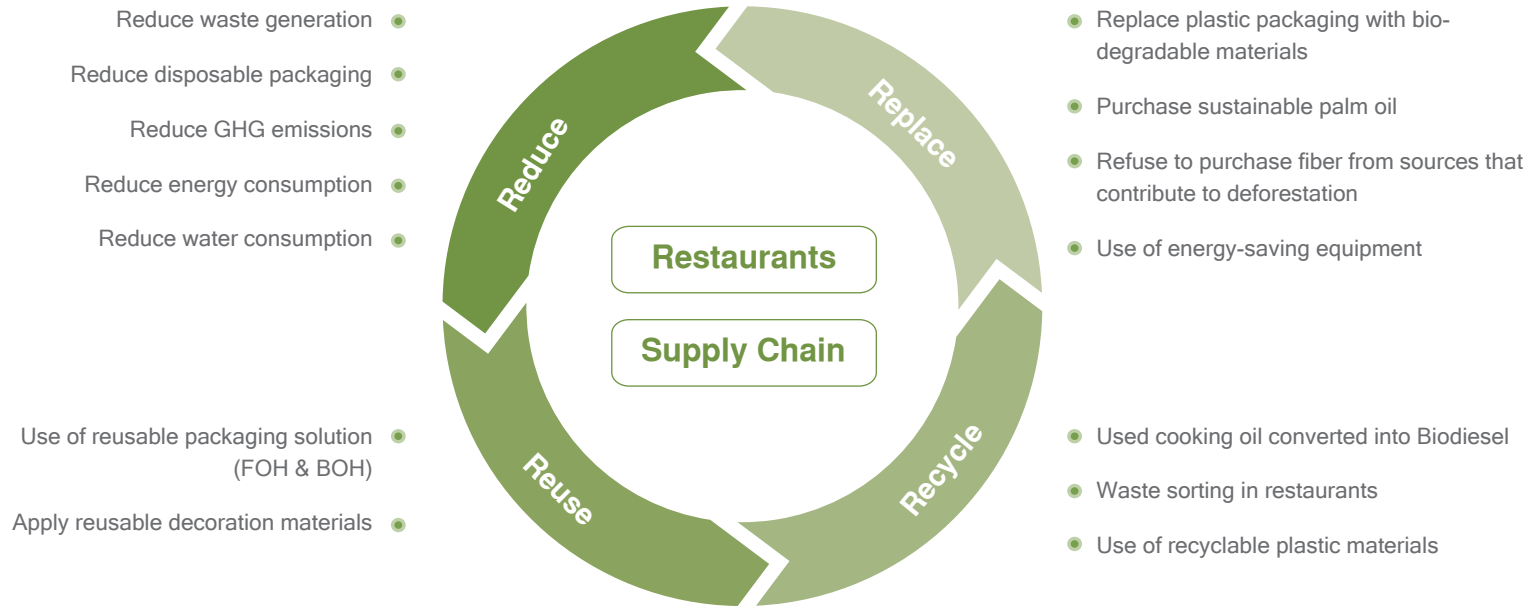 Reduce waste generation
Reduce disposable packaging
Reduce GHG emissions
Reduce energy consumption
Reduce water consumption
Reduce
Replace
Replace plastic packaging with bio-
degradable materials
Purchase sustainable palm oil
Refuse to purchase fiber from sources that
contribute to deforestation
Use of energy-saving equipment
Restaurants
Supply Chain
Use of reusable packaging solution
(FOH & BOH)
Apply reusable decoration materials
Reuse
Recycle
Used cooking oil converted into Biodiesel
Waste sorting in restaurants
Use of recyclable plastic materials